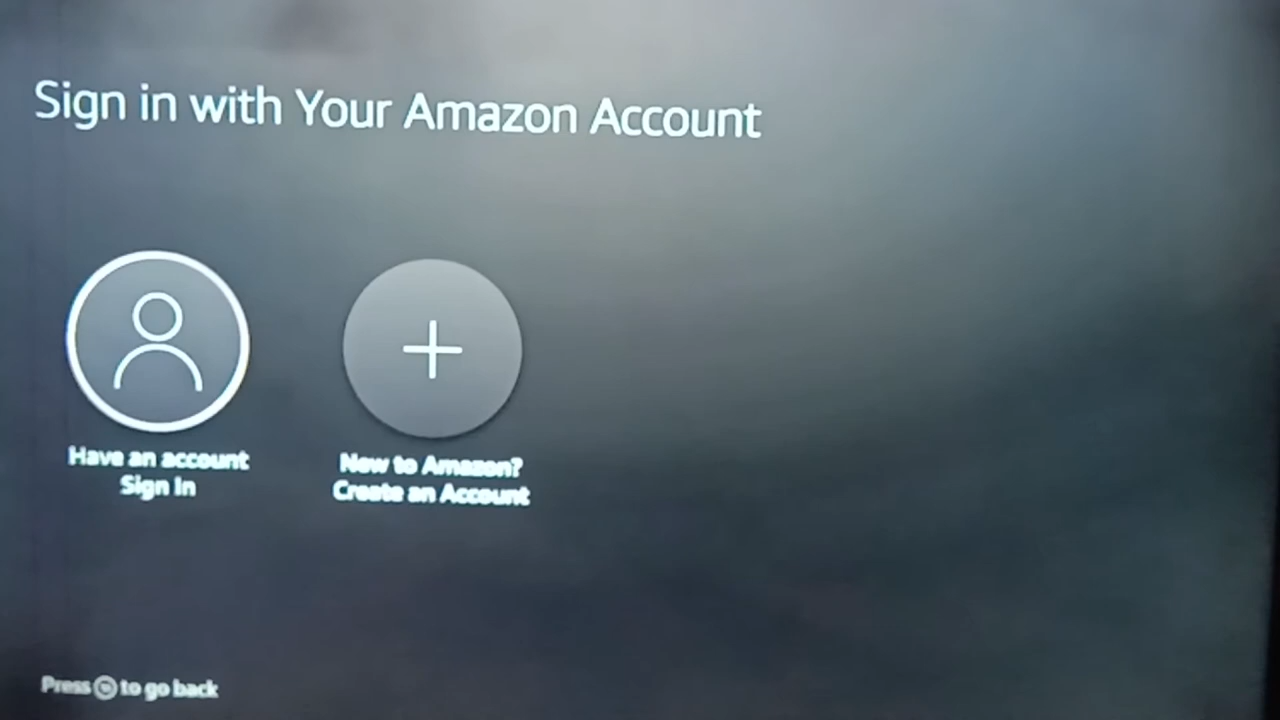 Sign in with Your Amazon Account
Have an account
Sign In
New to Amazon?
Create an Account
Press to go back